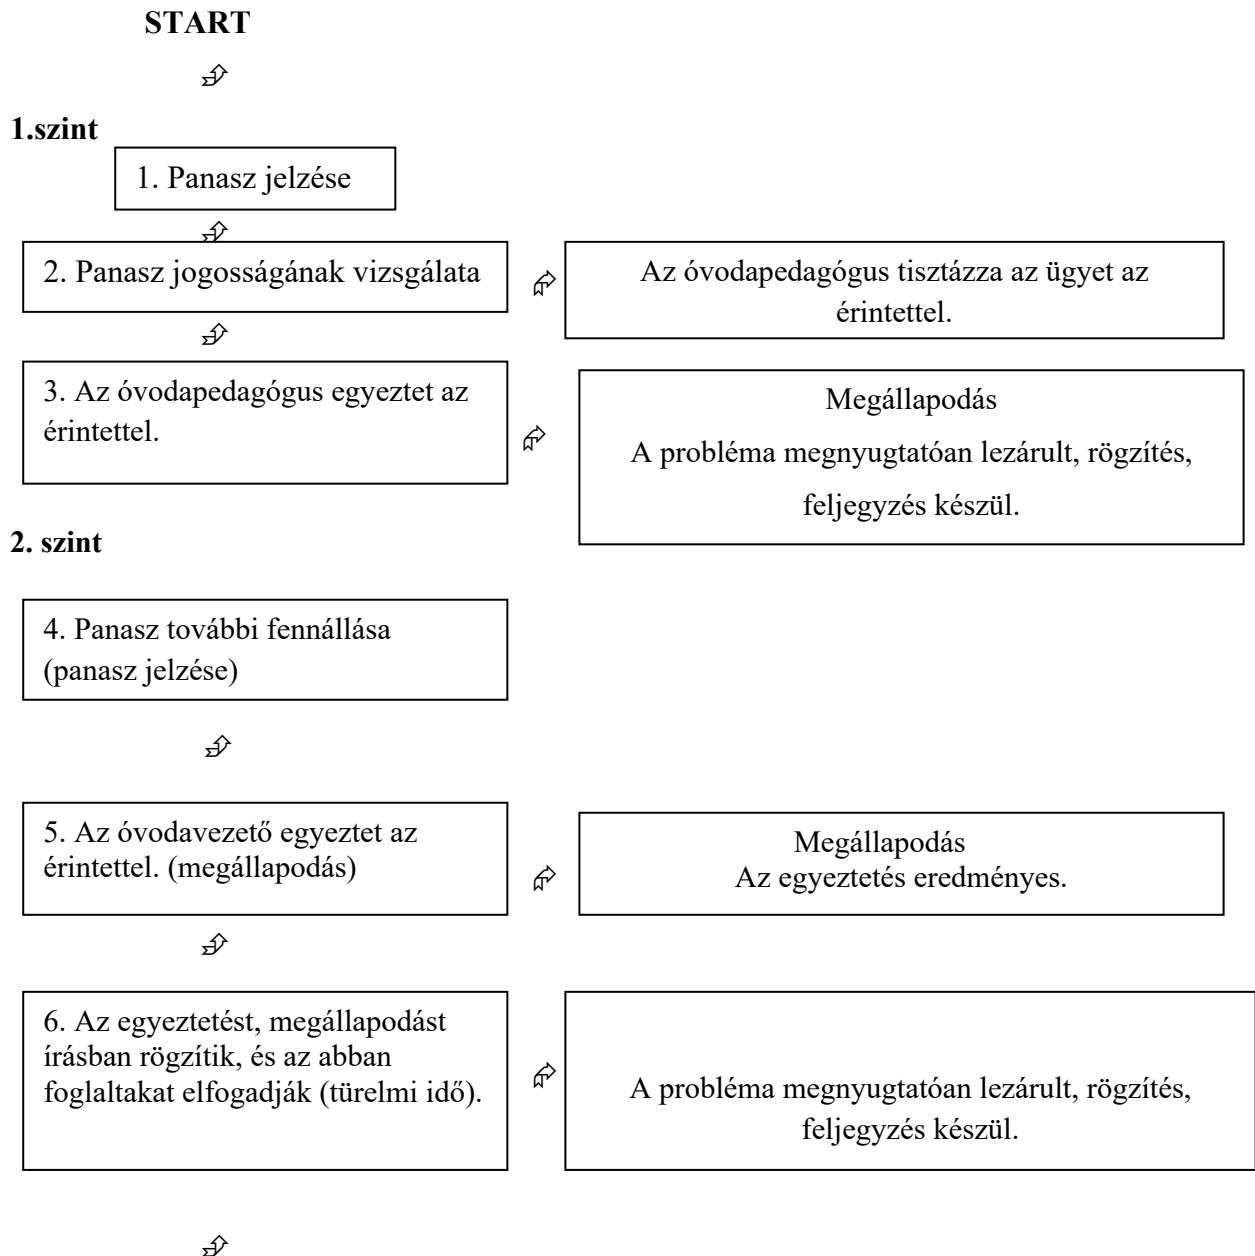 START
1.szint
1. Panasz jelzése
2. Panasz jogosságának vizsgálata
Az óvodapedagógus tisztázza az ügyet az
érintettel.
3. Az óvodapedagógus egyeztet az
érintettel.
Megállapodás
A probléma megnyugtatóan lezárult, rögzítés,
feljegyzés készül.
2. szint
4. Panasz további fennállása
(panasz jelzése)
5. Az óvodavezető egyeztet az
érintettel. (megállapodás)
Megállapodás
Az egyeztetés eredményes.
6. Az egyeztetést, megállapodást
írásban rögzítik, és az abban
foglaltakat elfogadják (türelmi idő).
A probléma megnyugtatóan lezárult, rögzítés,
feljegyzés készül.